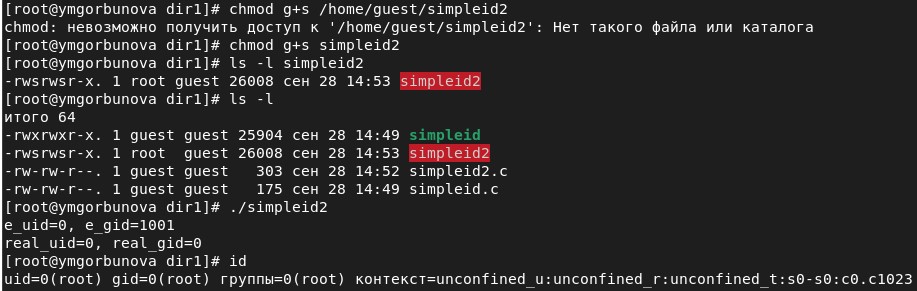 [root@ymgorbunova dir1]# chmod g+s /home/guest/simpleid2
chmod: невозможно получить доступ к '/home/guest/simpleid2': Нет такого файла или каталога
[root@ymgorbunova dir1]# chmod g+s simpleid2
[root@ymgorbunova dir1]# ls -l simpleid2
-rwsrwsr-x. 1 root guest 26008 сен 28 14:53 simpleid2
[root@ymgorbunova dir1]# ls -l
итого 64
-rwxrwxr-x. 1 guest guest 25904 сен 28 14:49 simpleid
-rwsrwsr-x. 1 root  guest 26008 сен 28 14:53 simpleid2
-rw-rw-r--. 1 guest guest   303 сен 28 14:52 simpleid2.c
-rw-rw-r--. 1 guest guest   175 сен 28 14:49 simpleid.c
[root@ymgorbunova dir1]# ./simpleid2
e_uid=0, e_gid=1001
real_uid=0, real_gid=0
[root@ymgorbunova dir1]# id
uid=0(root) gid=0(root) группы=0(root) контекст=unconfined_u:unconfined_r:unconfined_t:s0-s0:c0.c1023